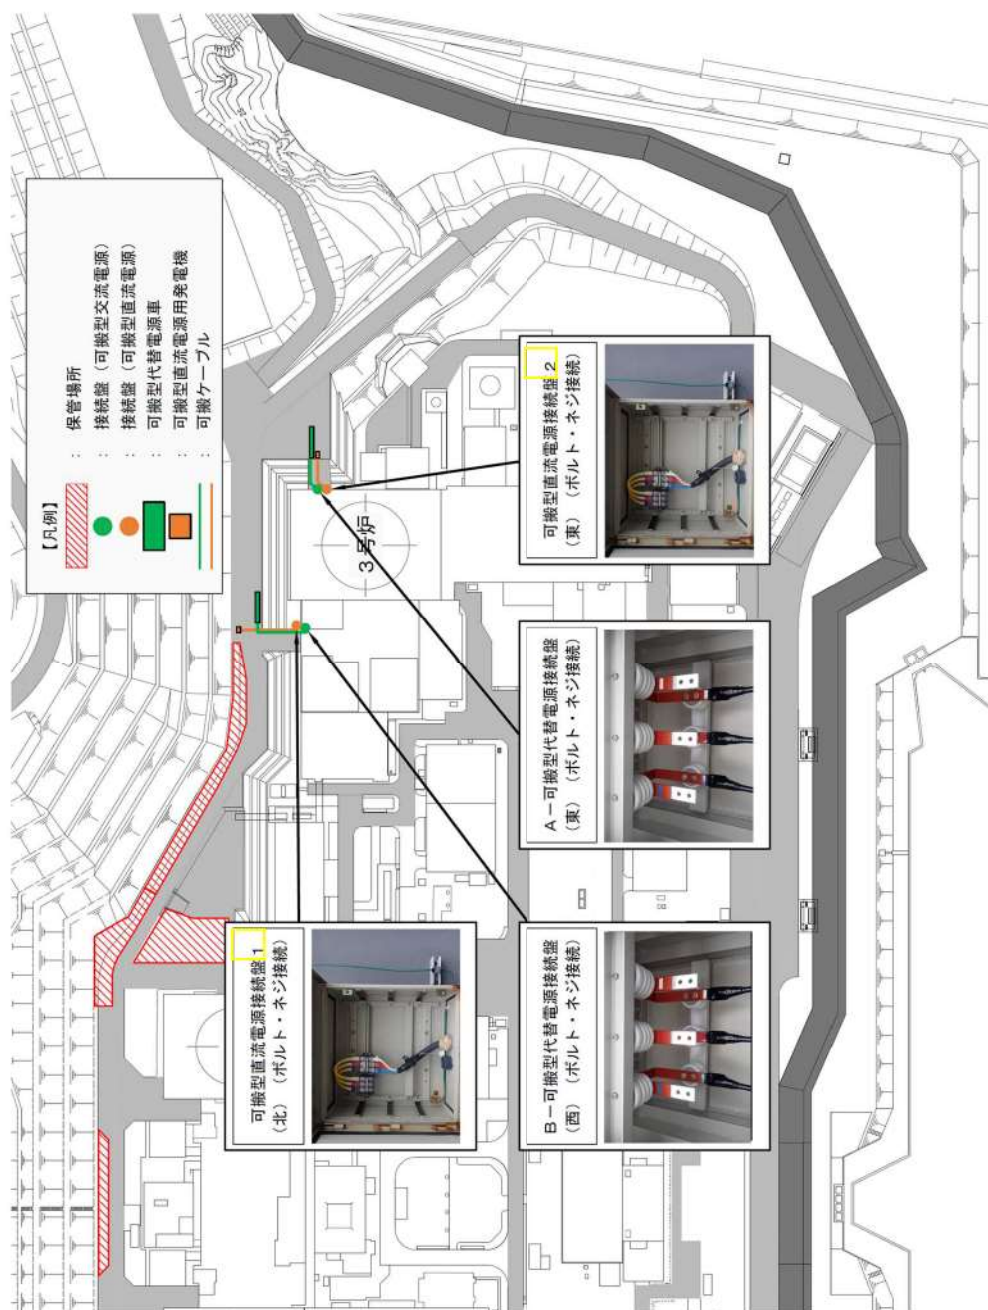 【凡例】
： 保管場所
： 接続盤（可搬型交流電源）
： 接続盤（可搬型直流電源）
： 可搬型代替電源車
： 可搬型直流電源用発電機
： 可搬ケーブル
3号炉
可搬型直流電源接続盤1
（北）（ボルト・ネジ接続）
可搬型直流電源接続盤2
（東）（ボルト・ネジ接続）
B－可搬型代替電源接続盤
（西）（ボルト・ネジ接続）
A－可搬型代替電源接続盤
（東）（ボルト・ネジ接続）